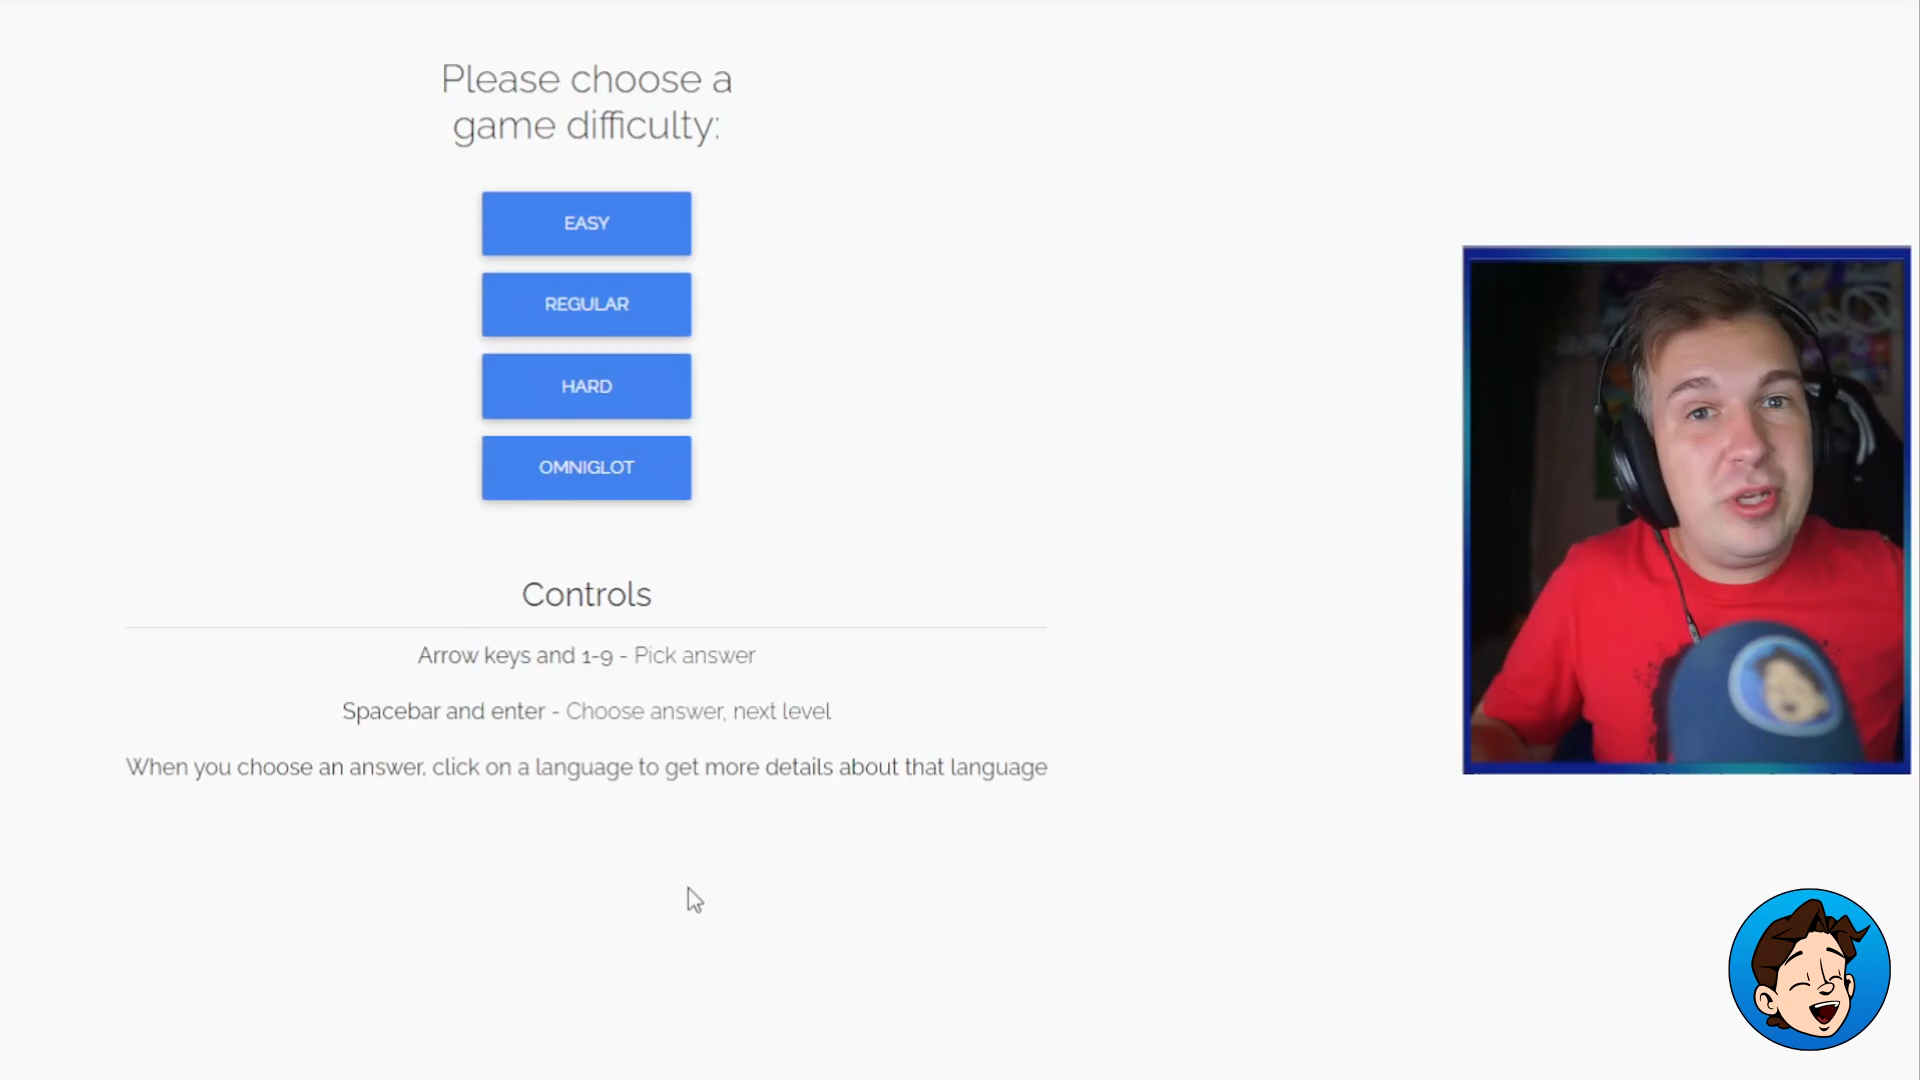 Please choose a
game difficulty:
EASY
REGULAR
HARD
OMNIGLOT
Controls
Arrow keys and 1-9 - Pick answer
Spacebar and enter - Choose answer, next level
When you choose an answer, click on a language to get more details about that language